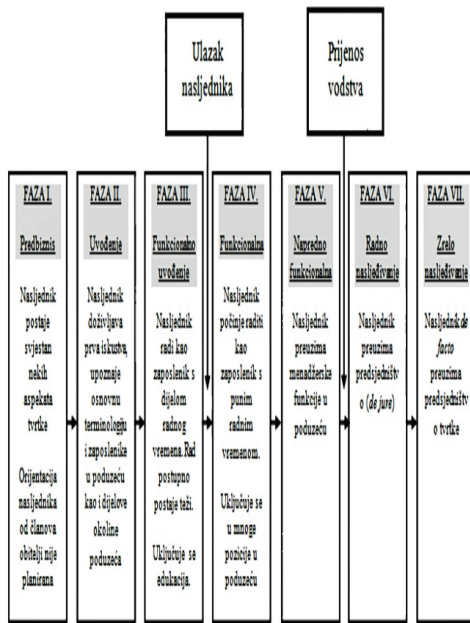 Ulazak
nasljednika
Prijenos
vodstva
FAZA I.
Predbiznis
Nasljednik
postaje
svjestan
nekih
aspekata
tvrtke
Orijentacija
nasljednika
od članova
obitelji nije
planirana
FAZA II.
Uvođenje
Nasljednik
doživljava
prva iskustva,
upoznaje
osnovnu
terminologiju
i zaposlenike
u poduzeću
kao i dijelove
okoline
poduzeća
FAZA III.
Funkcionalno
uvođenje
Nasljednik
radi kao
zaposlenik s
dijelom
radnog
vremena. Rad
postupno
postaje teži.
Uključuje se
edukacija.
FAZA IV.
Funkcionalna
Nasljednik
počinje raditi
kao
zaposlenik s
punim
radnim
vremenom.
Uključuje se
u mnoge
pozicije u
poduzeću
FAZA V.
Napredno
funkcionalna
Nasljednik
preuzima
menadžerske
funkcije u
poduzeću
FAZA VI.
Radno
nasljeđivanje
Nasljednik
preuzima
predsjedništv
o (de jure)
FAZA VII.
Zrelo
nasljeđivanje
Nasljednik de
facto
preuzima
predsjedništv
o tvrtke